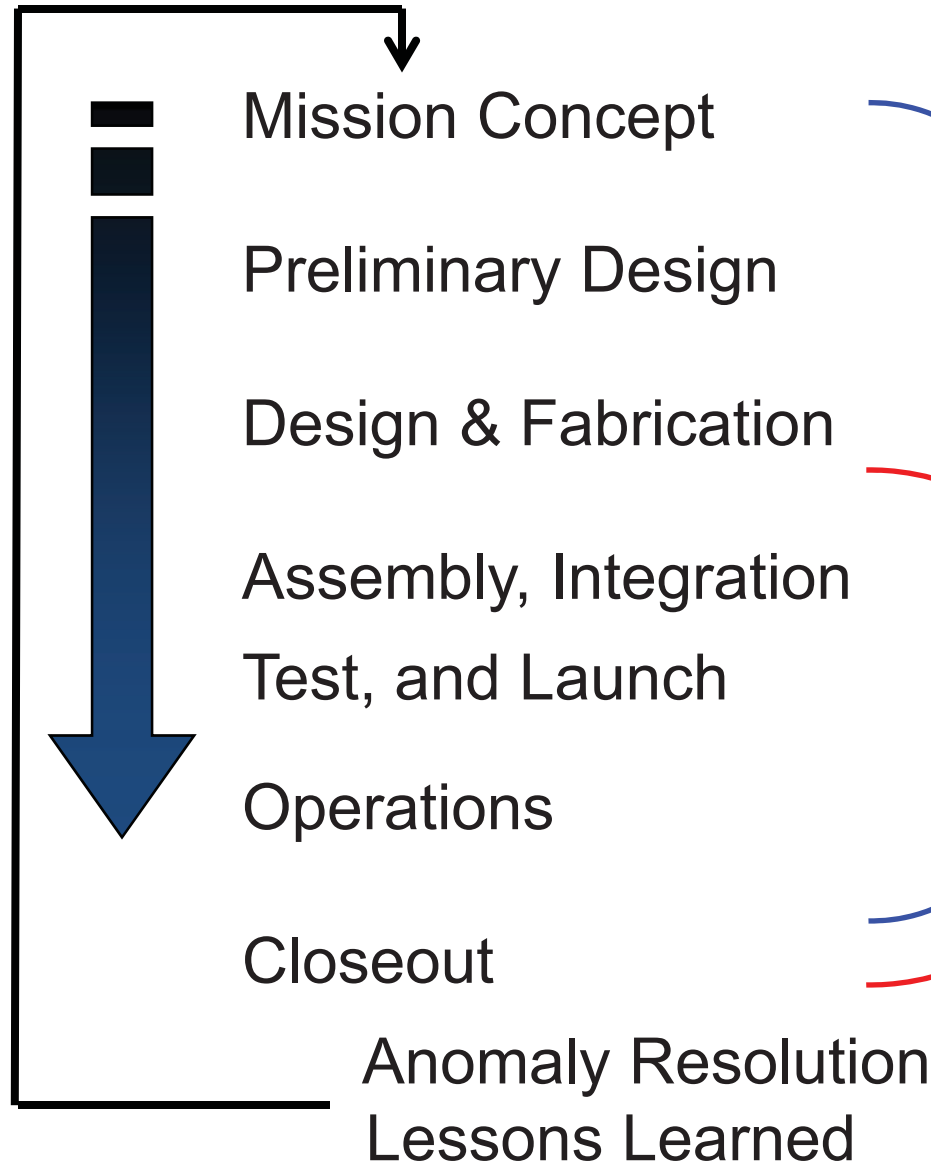 Mission Concept
Preliminary Design
Design & Fabrication
Assembly, Integration
Test, and Launch
Operations
Closeout
Anomaly Resolution
Lessons Learned